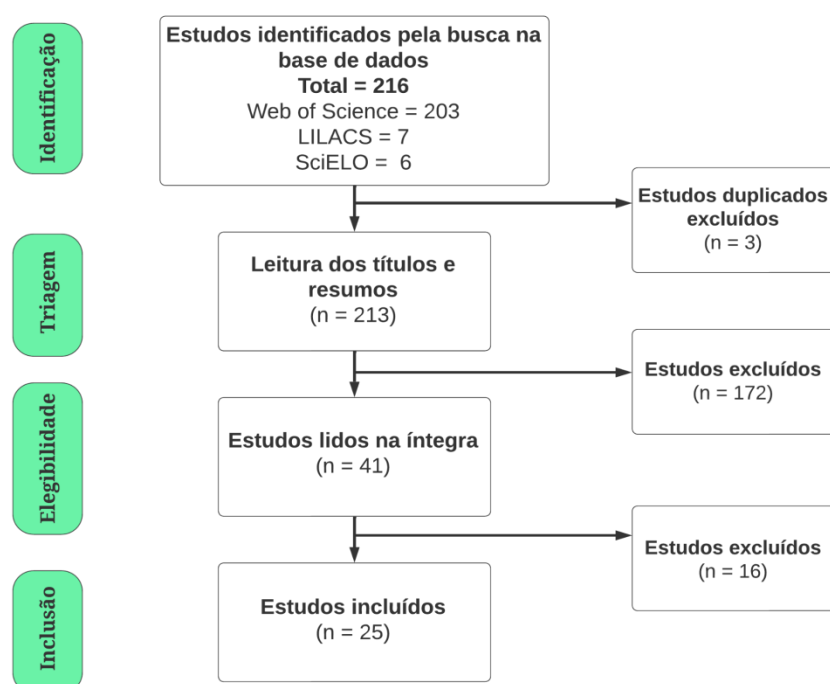 Identificação
Estudos identificados pela busca na
base de dados
Total = 216
Web of Science = 203
LILACS = 7
SciELO =  6
Estudos duplicados
excluídos
(n = 3)
Triagem
Leitura dos títulos e
resumos
(n = 213)
Estudos excluídos
(n = 172)
Elegibilidade
Estudos lidos na íntegra
(n = 41)
Estudos excluídos
(n = 16)
Inclusão
Estudos incluídos
(n = 25)